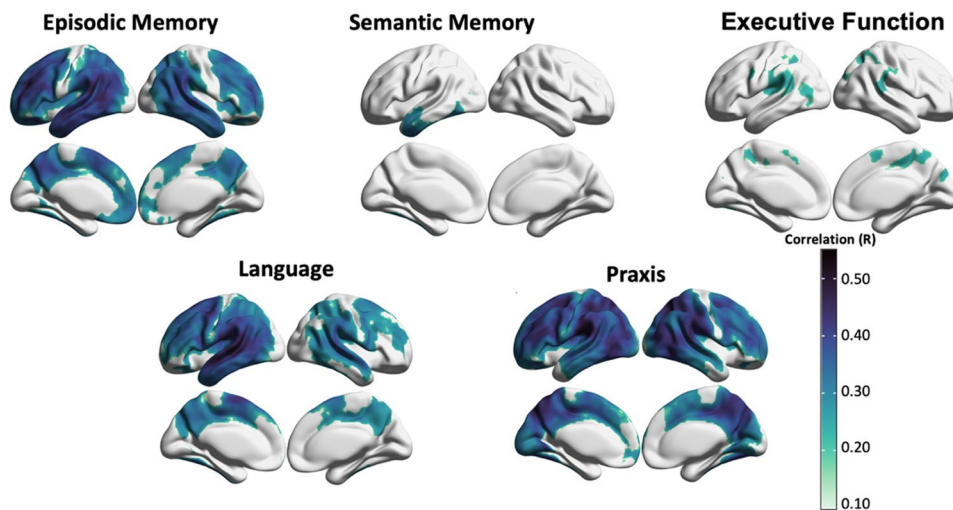 Episodic Memory
Semantic Memory
Executive Function
Language
Praxis
Correlation (R)
0.50
0.40
0.30
0.20
0.10